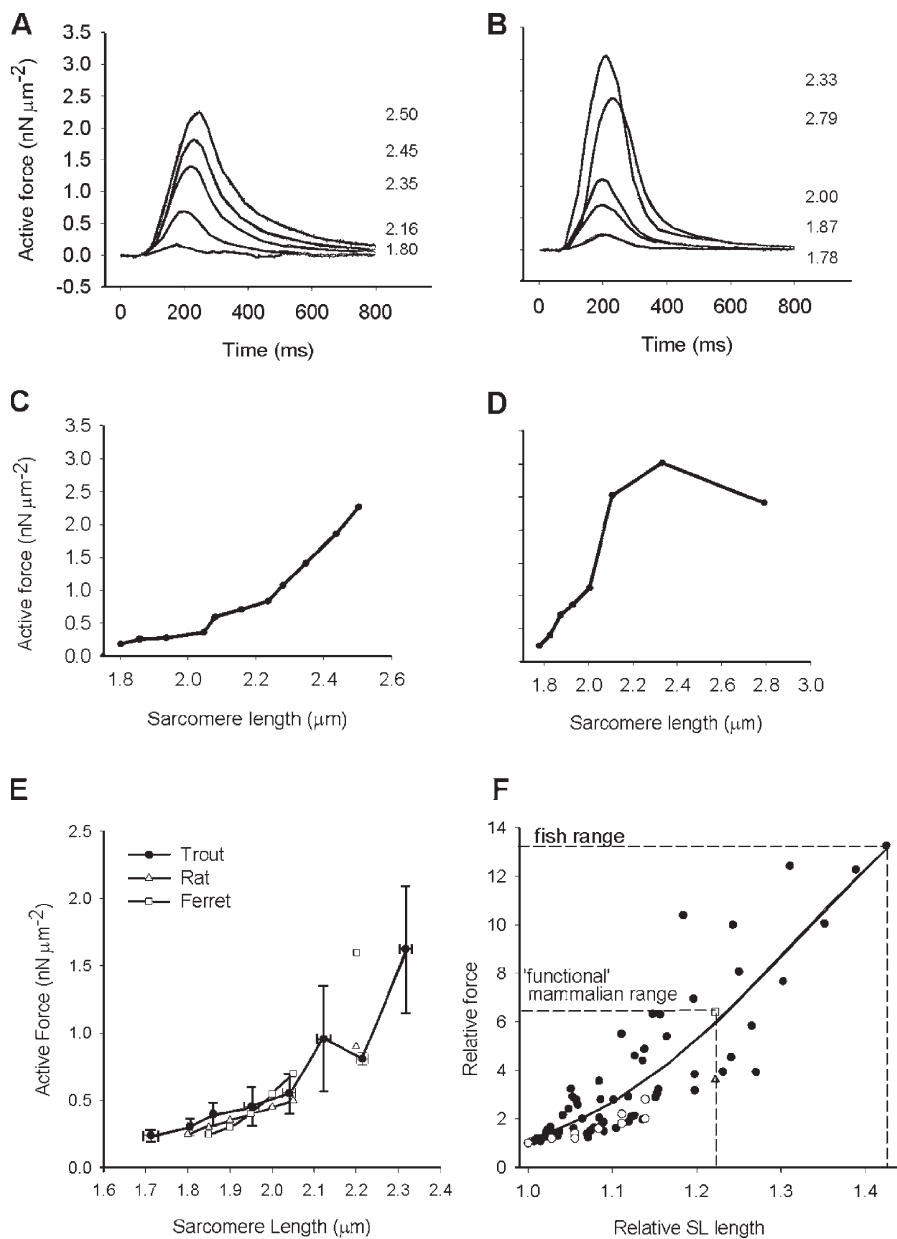 A
3.5
3.0
2.5
2.0
1.5
1.0
0.5
0.0
-0.5
Active force (nN μm-2)
2.50
2.45
2.35
2.16
1.80
0 200 400 600 800
Time (ms)
B
2.33
2.79
2.00
1.87
1.78
0 200 400 600 800
Time (ms)
C
3.5
3.0
2.5
2.0
1.5
1.0
0.5
0.0
Active force (nN μm-2)
1.8 2.0 2.2 2.4 2.6
Sarcomere length (μm)
D
1.8 2.0 2.2 2.4 2.6 2.8 3.0
Sarcomere length (μm)
E
2.5
2.0
1.5
1.0
0.5
0.0
Active Force (nN μm-2)
Trout
Rat
Ferret
1.6 1.7 1.8 1.9 2.0 2.1 2.2 2.3 2.4
Sarcomere Length (μm)
F
14
12
10
8
6
4
2
0
Relative force
fish range
'functional'
mammalian range
1.0 1.1 1.2 1.3 1.4
Relative SL length